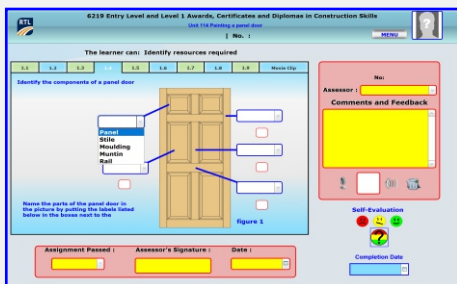 6219 Entry Level and Level 1 Awards, Certificates and Diplomas in Construction Skills
RTL
Unit 114 Painting a panel door
| No. :
MENU
?
The learner can: Identify resources required
1.1 1.2 1.3 1.4 1.5 1.6 1.7 1.8 1.9 Movie Clip
Identify the components of a panel door
Panel
Stile
Moulding
Muntin
Rail
Name the parts of the panel door in
the picture by putting the labels listed
below in the boxes next to the
figure 1
No:
Assessor :
Comments and Feedback
Self-Evaluation
?
Completion Date
Assignment Passed : Assessor's Signature : Date :